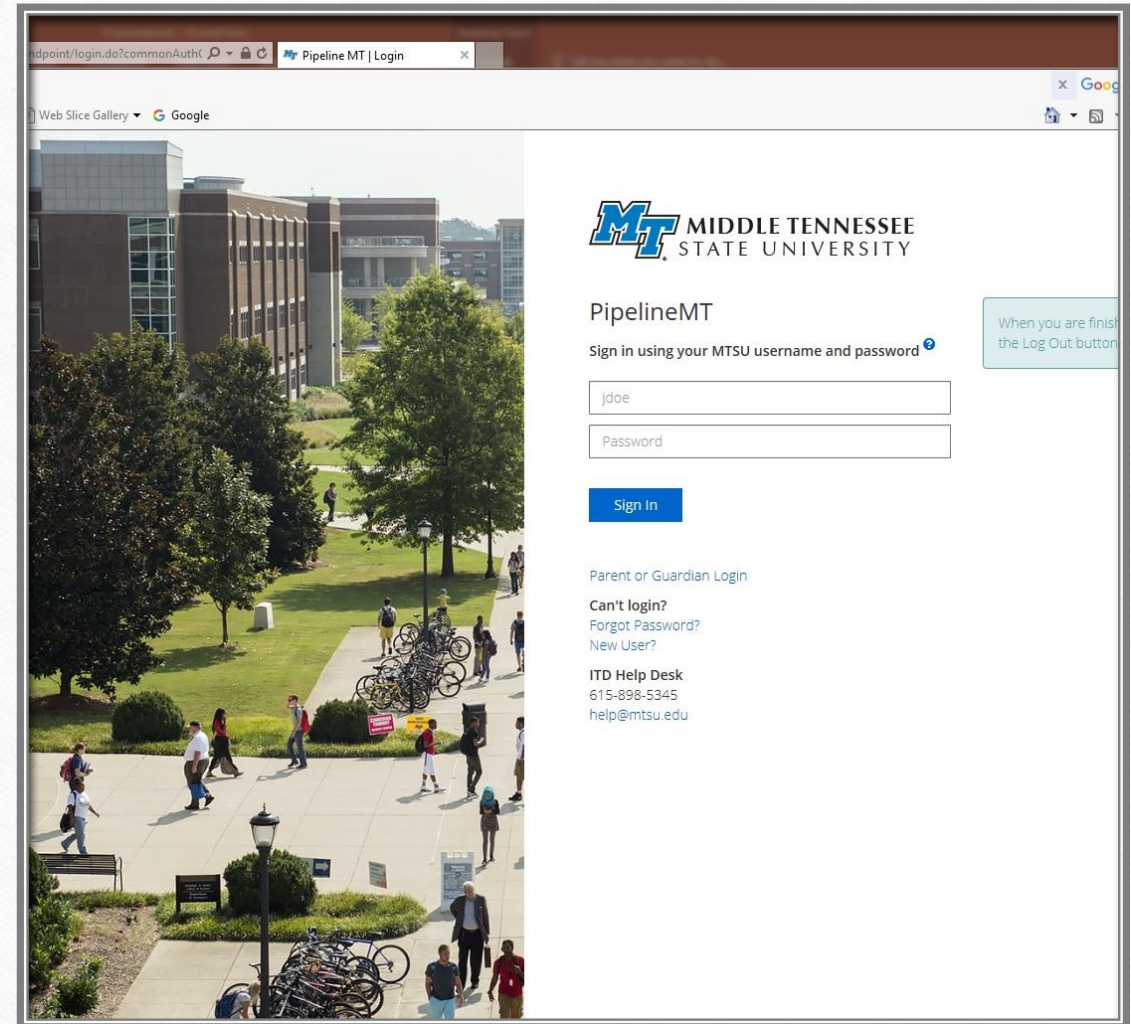 ndpoint/login.do?commonAuth(
Pipeline MT | Login
x
x Goog
Web Slice Gallery
G Google
MT MIDDLE TENNESSEE
STATE UNIVERSITY
PipelineMT
Sign in using your MTSU username and password
When you are finish
the Log Out button
jdoe
Password
Sign In
Parent or Guardian Login
Can't login?
Forgot Password?
New User?
ITD Help Desk
615-898-5345
help@mtsu.edu